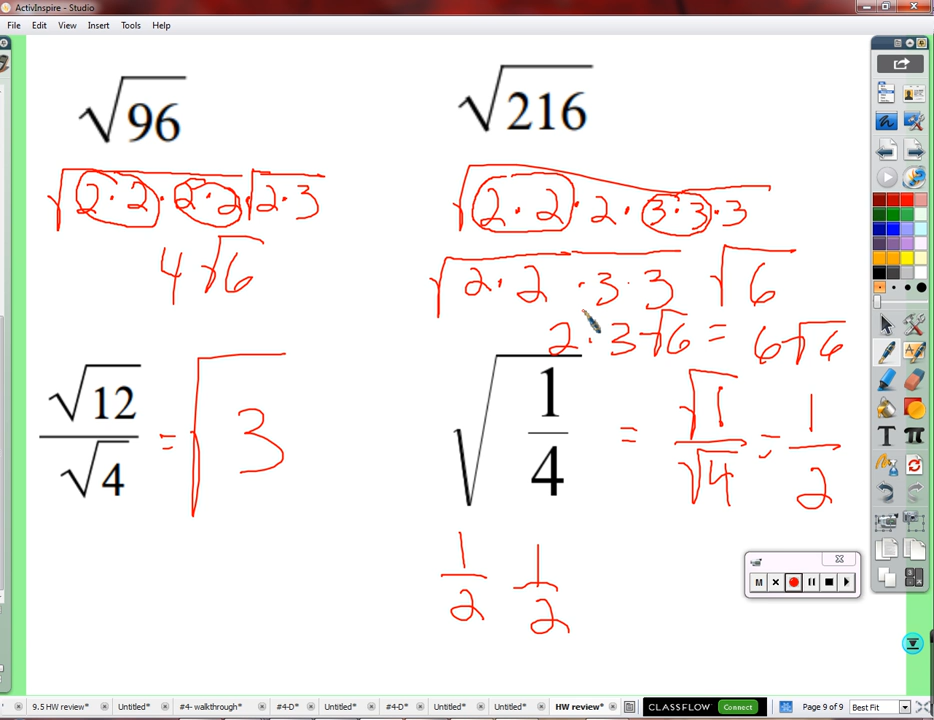 ActivInspire - Studio
File Edit View Insert Tools Help
√96
√216
√2·2·2·2 √2·3
√2·2·2·3·3·3
4√6
√2·2·3·3 √6
2·3√6 = 6√6
√12/√4 = √3
√1/4 = √1/√4 = 1/2
1/2 1/2
M
9.5 HW review* Untitled* #4- walkthrough* #4-D* Untitled* #4-D* Untitled* Untitled* HW review* CLASSFLOW Connect Page 9 of 9 Best Fit